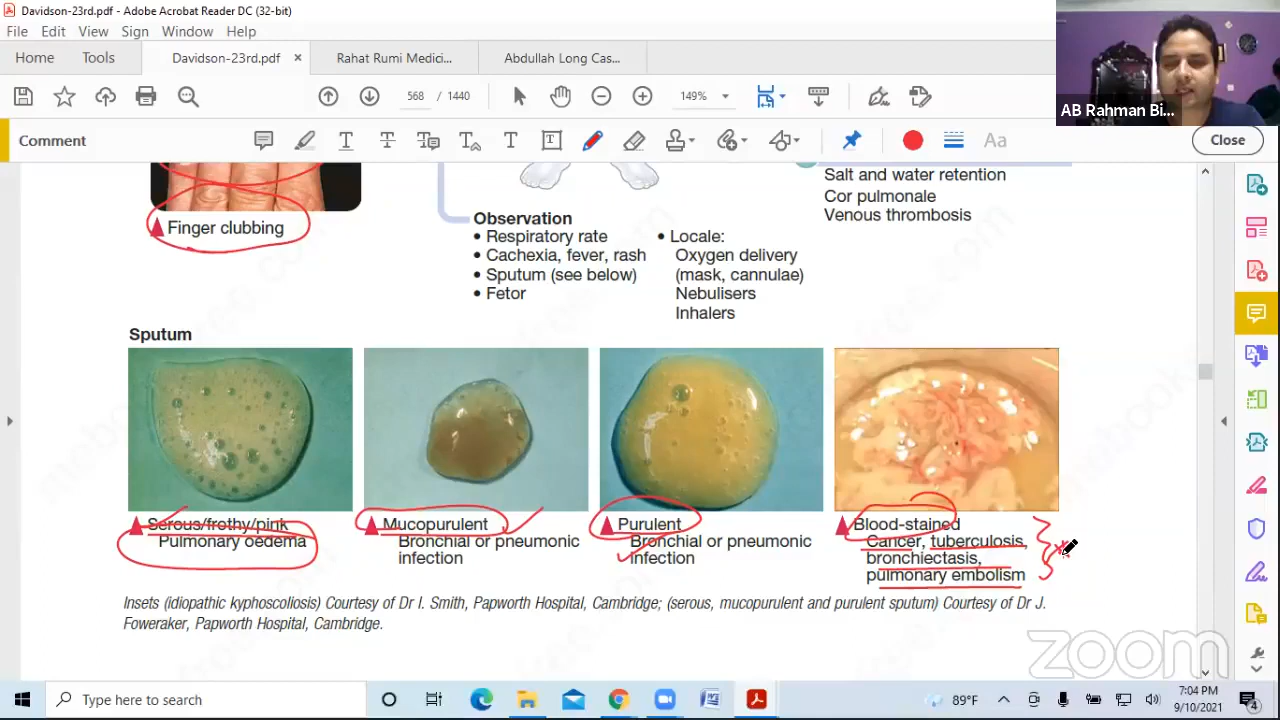 Davidson-23rd.pdf - Adobe Acrobat Reader DC (32-bit)
File Edit View Sign Window Help
Home Tools Davidson-23rd.pdf × Rahat Rumi Medici... Abdullah Long Cas...
568 / 1440 149%
AB Rahman Bi...
Comment Aa Close
Finger clubbing
Salt and water retention
Cor pulmonale
Venous thrombosis
Observation
• Respiratory rate
• Cachexia, fever, rash
• Sputum (see below)
• Fetor
• Locale:
Oxygen delivery
(mask, cannulae)
Nebulisers
Inhalers
Sputum
Serous/frothy/pink
Pulmonary oedema
Mucopurulent
Bronchial or pneumonic
infection
Purulent
Bronchial or pneumonic
infection
Blood-stained
Cancer, tuberculosis,
bronchiectasis,
pulmonary embolism
Insets (idiopathic kyphoscoliosis) Courtesy of Dr I. Smith, Papworth Hospital, Cambridge; (serous, mucopurulent and purulent sputum) Courtesy of Dr J.
Foweraker, Papworth Hospital, Cambridge.
zoom
Type here to search
89°F
7:04 PM
9/10/2021
4